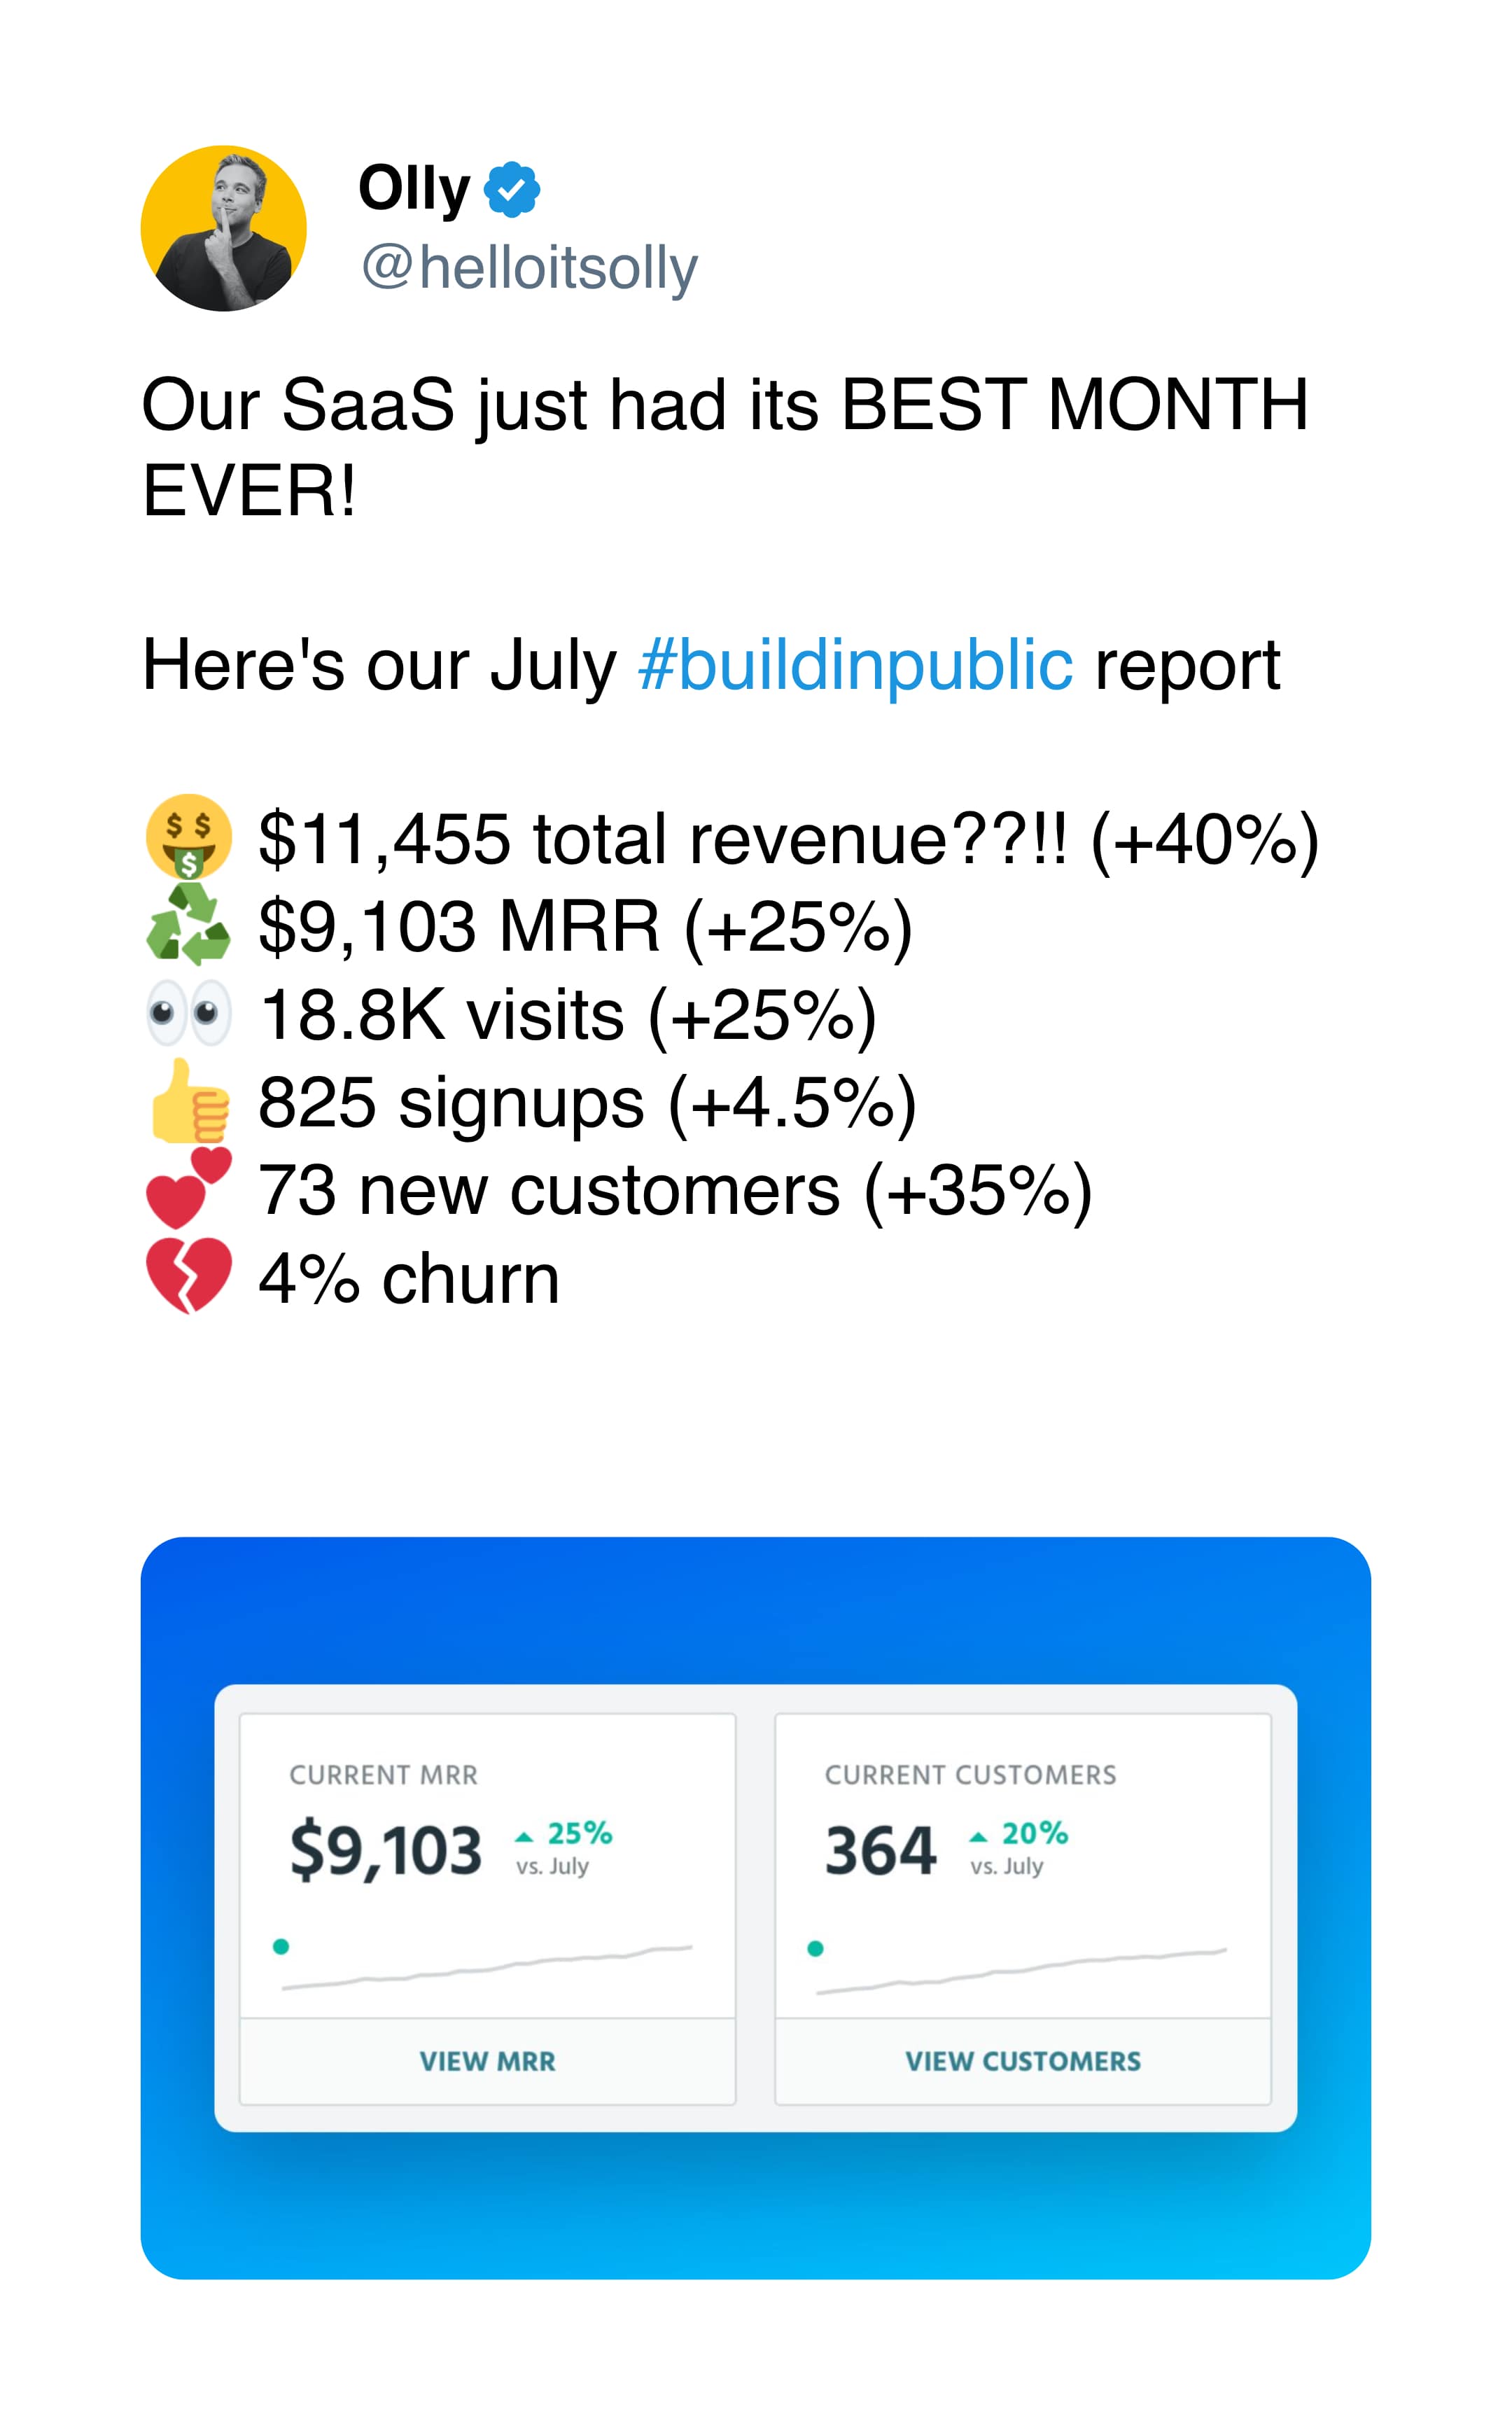 Olly
@helloitsolly
Our SaaS just had its BEST MONTH
EVER!
Here's our July #buildinpublic report
🤑 $11,455 total revenue??!! (+40%)
♻️ $9,103 MRR (+25%)
👀 18.8K visits (+25%)
👍 825 signups (+4.5%)
💕 73 new customers (+35%)
💔 4% churn
CURRENT MRR
$9,103 ▲ 25%
vs. July
VIEW MRR
CURRENT CUSTOMERS
364 ▲ 20%
vs. July
VIEW CUSTOMERS